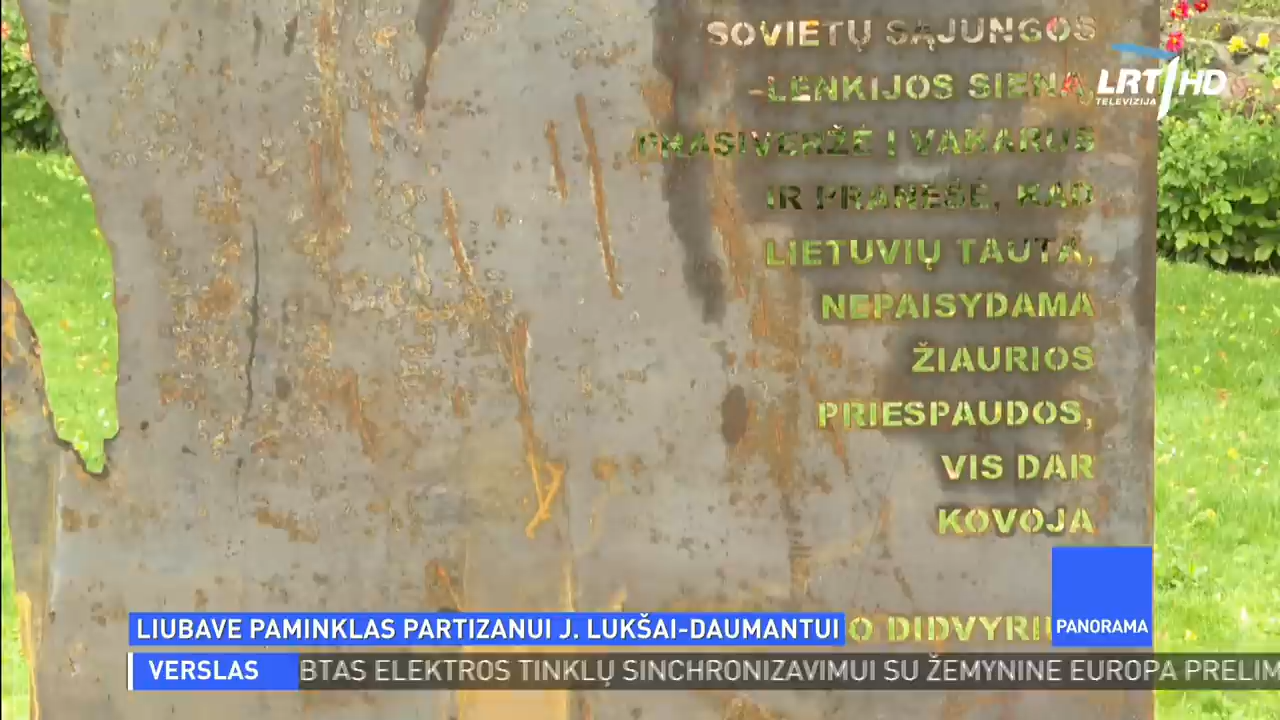 SOVIETŲ SĄJUNGOS
-LENKIJOS SIENĄ,
PRASIVERŽĖ Į VAKARUS
IR PRANEŠĖ, KAD
LIETUVIŲ TAUTA,
NEPAISYDAMA
ŽIAURIOS
PRIESPAUDOS,
VIS DAR
KOVOJA
LRT HD
TELEVIZIJA
O DIDVYRI
PANORAMA
LIUBAVE PAMINKLAS PARTIZANUI J. LUKŠAI-DAUMANTUI
VERSLAS
BTAS ELEKTROS TINKLŲ SINCHRONIZAVIMUI SU ŽEMYNINE EUROPA PRELIM